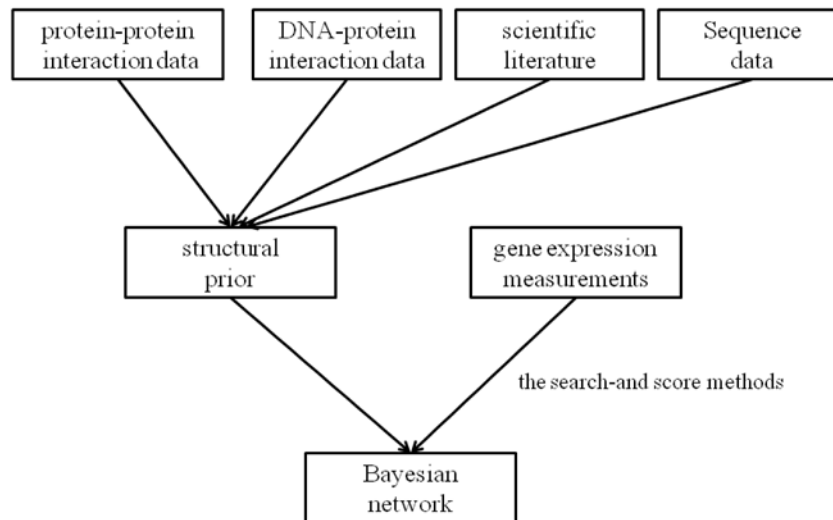 protein-protein
interaction data
DNA-protein
interaction data
scientific
literature
Sequence
data
structural
prior
gene expression
measurements
the search-and score methods
Bayesian
network